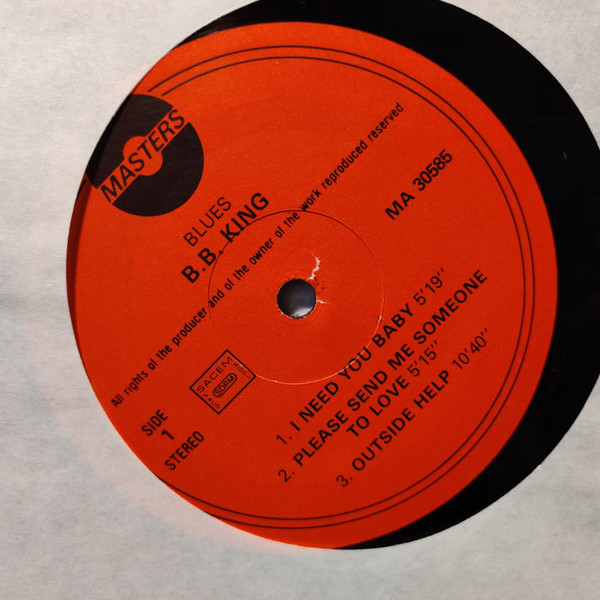 MASTERS
BLUES
B.B. KING
All rights of the producer and of the owner of the work reproduced reserved
MA 30585
SACEM
SDRM
SIDE
1
STEREO
1. I NEED YOU BABY 5'19''
2. PLEASE SEND ME SOMEONE
TO LOVE 5'15''
3. OUTSIDE HELP 10'40''